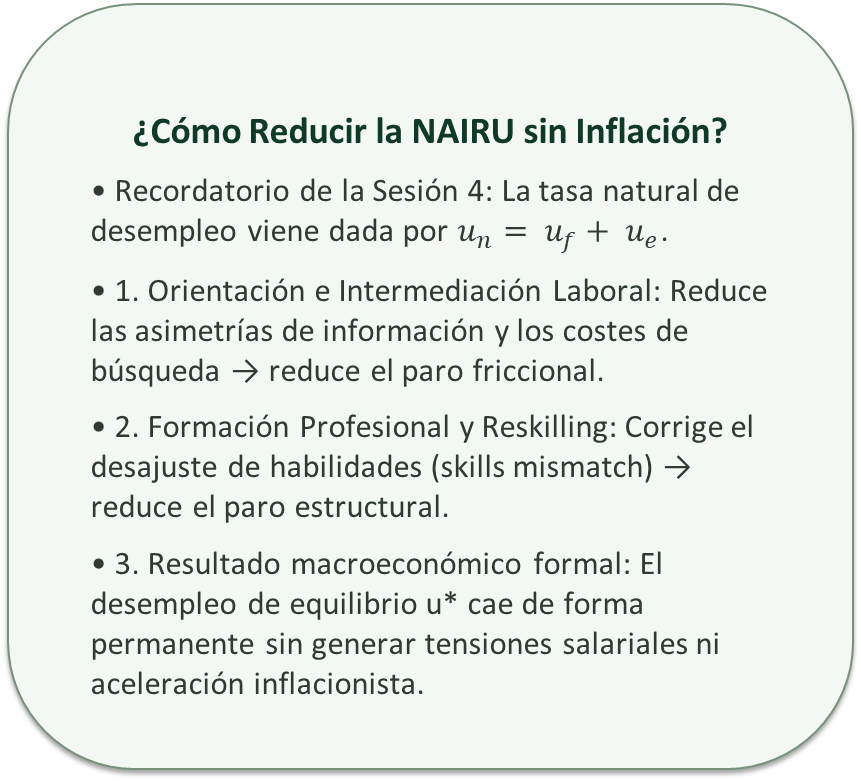 ¿Cómo Reducir la NAIRU sin Inflación?
• Recordatorio de la Sesión 4: La tasa natural de
desempleo viene dada por u_n = u_f + u_e.
• 1. Orientación e Intermediación Laboral: Reduce
las asimetrías de información y los costes de
búsqueda → reduce el paro friccional.
• 2. Formación Profesional y Reskilling: Corrige el
desajuste de habilidades (skills mismatch) →
reduce el paro estructural.
• 3. Resultado macroeconómico formal: El
desempleo de equilibrio u* cae de forma
permanente sin generar tensiones salariales ni
aceleración inflacionista.